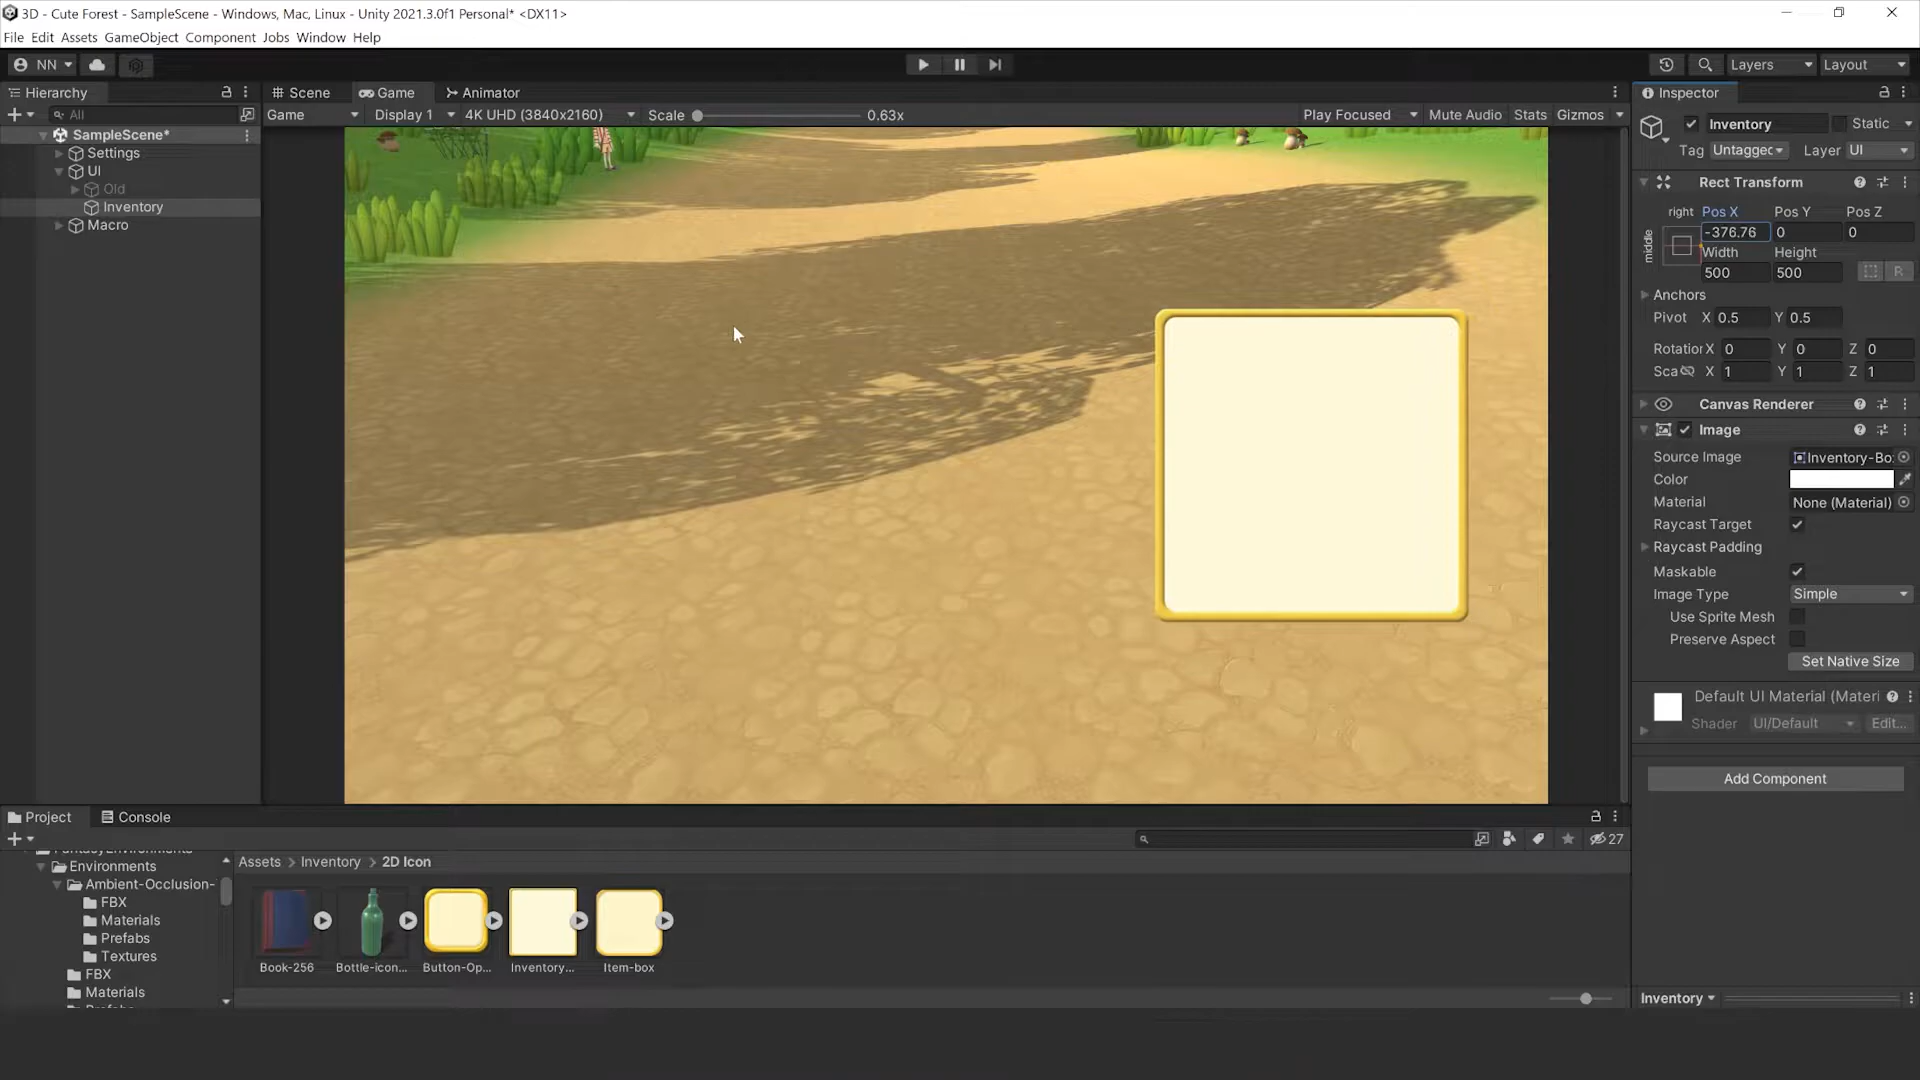 3D - Cute Forest - SampleScene - Windows, Mac, Linux - Unity 2021.3.0f1 Personal* <DX11>
File Edit Assets GameObject Component Jobs Window Help
NN Layers Layout
Hierarchy
All
SampleScene*
Settings
UI
Old
Inventory
Macro
Scene Game Animator
Game Display 1 4K UHD (3840x2160) Scale 0.63x Play Focused Mute Audio Stats Gizmos
Inspector
Inventory Static
Tag Untagged Layer UI
Rect Transform
right Pos X Pos Y Pos Z
middle
-376.76 0 0
Width Height
500 500 R
Anchors
Pivot X 0.5 Y 0.5
Rotation X 0 Y 0 Z 0
Sca X 1 Y 1 Z 1
Canvas Renderer
Image
Source Image Inventory-Bo
Color
Material None (Material)
Raycast Target
Raycast Padding
Maskable
Image Type Simple
Use Sprite Mesh
Preserve Aspect
Set Native Size
Default UI Material (Materi
Shader UI/Default Edit...
Add Component
Inventory
Project Console
27
Environments
Ambient-Occlusion-
FBX
Materials
Prefabs
Textures
FBX
Materials
Assets > Inventory > 2D Icon
Book-256 Bottle-icon... Button-Op... Inventory... Item-box